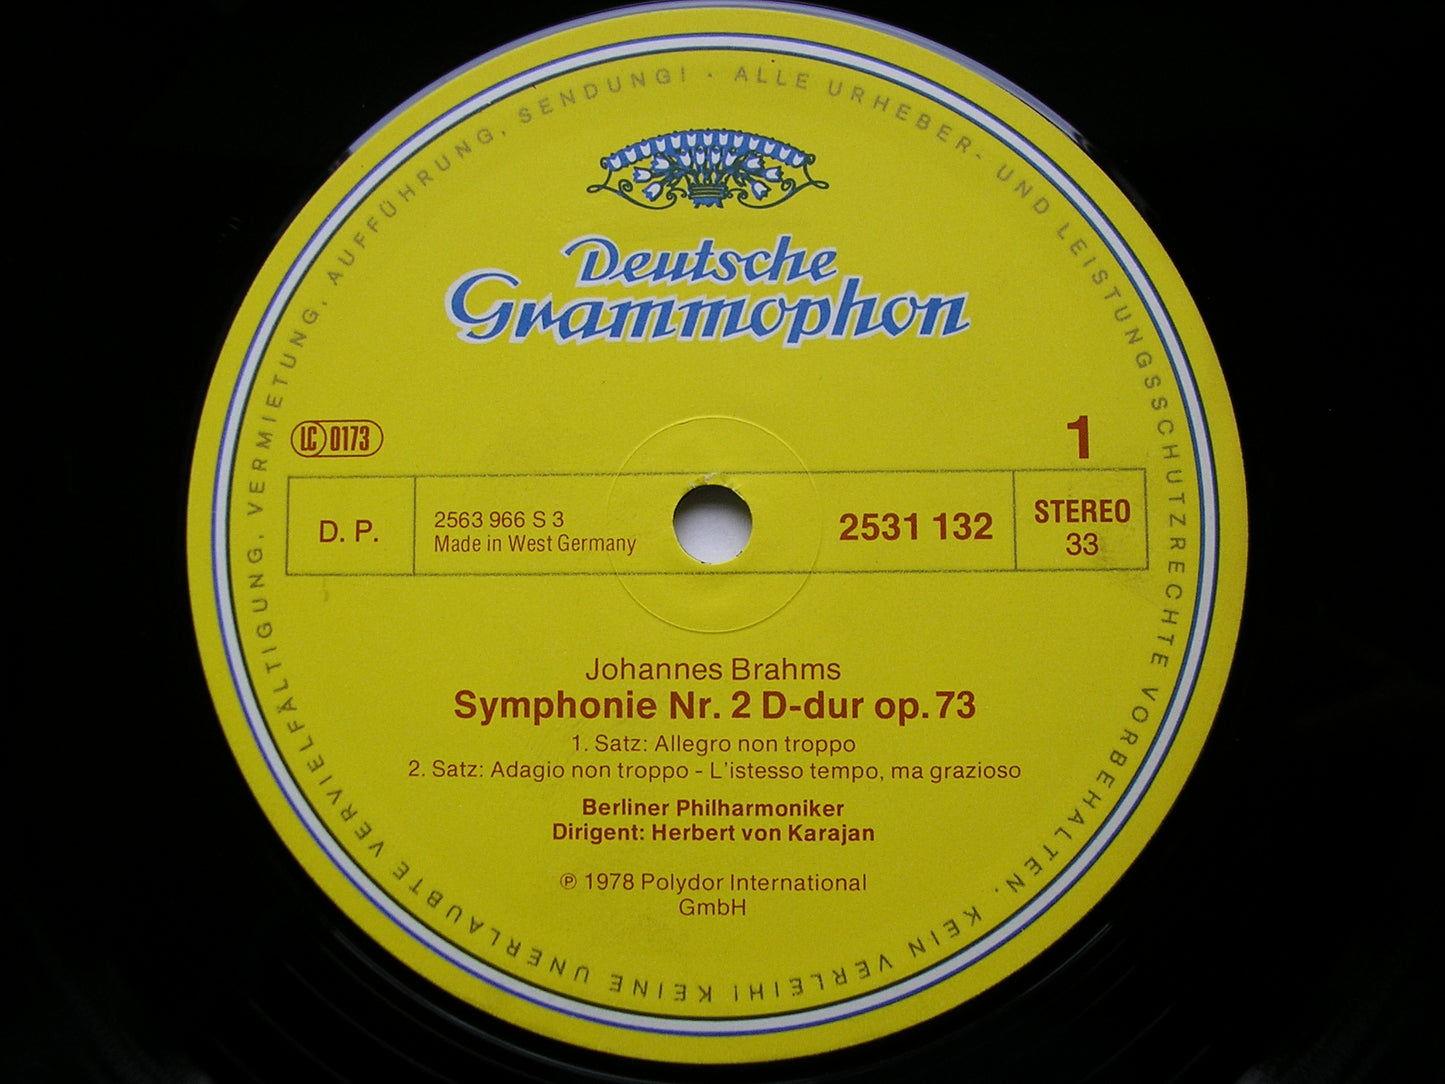 ALLE URHEBER- UND LEISTUNGSSCHUTZRECHTE VORBEHALTEN. KEIN VERLEIH! KEINE UNERLAUBTE VERVIELFÄLTIGUNG, VERMIETUNG, AUFFÜHRUNG, SENDUNG! ·
Deutsche
Grammophon
LC 0173
1
D. P.
2563 966 S 3
Made in West Germany
2531 132
STEREO
33
Johannes Brahms
Symphonie Nr. 2 D-dur op. 73
1. Satz: Allegro non troppo
2. Satz: Adagio non troppo - L'istesso tempo, ma grazioso
Berliner Philharmoniker
Dirigent: Herbert von Karajan
℗ 1978 Polydor International
GmbH